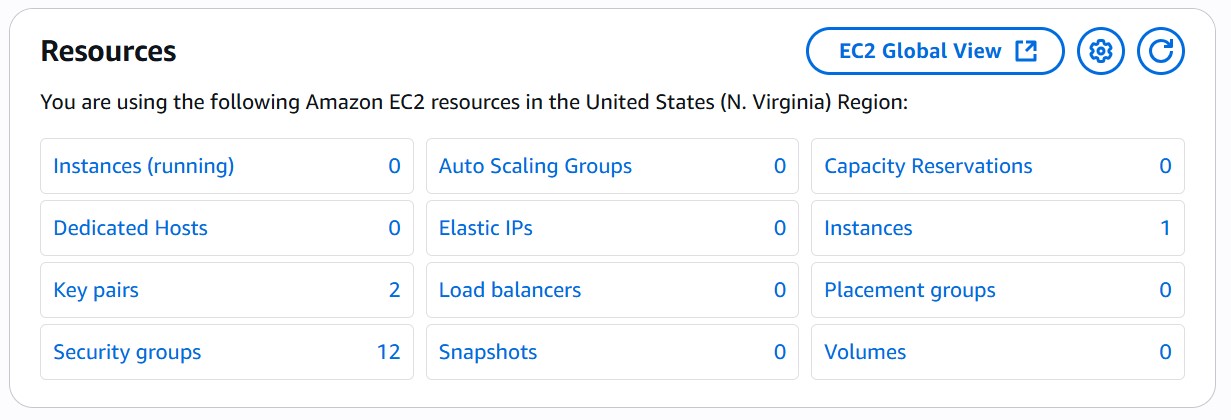 Resources
EC2 Global View
You are using the following Amazon EC2 resources in the United States (N. Virginia) Region:
Instances (running) 0
Auto Scaling Groups 0
Capacity Reservations 0
Dedicated Hosts 0
Elastic IPs 0
Instances 1
Key pairs 2
Load balancers 0
Placement groups 0
Security groups 12
Snapshots 0
Volumes 0